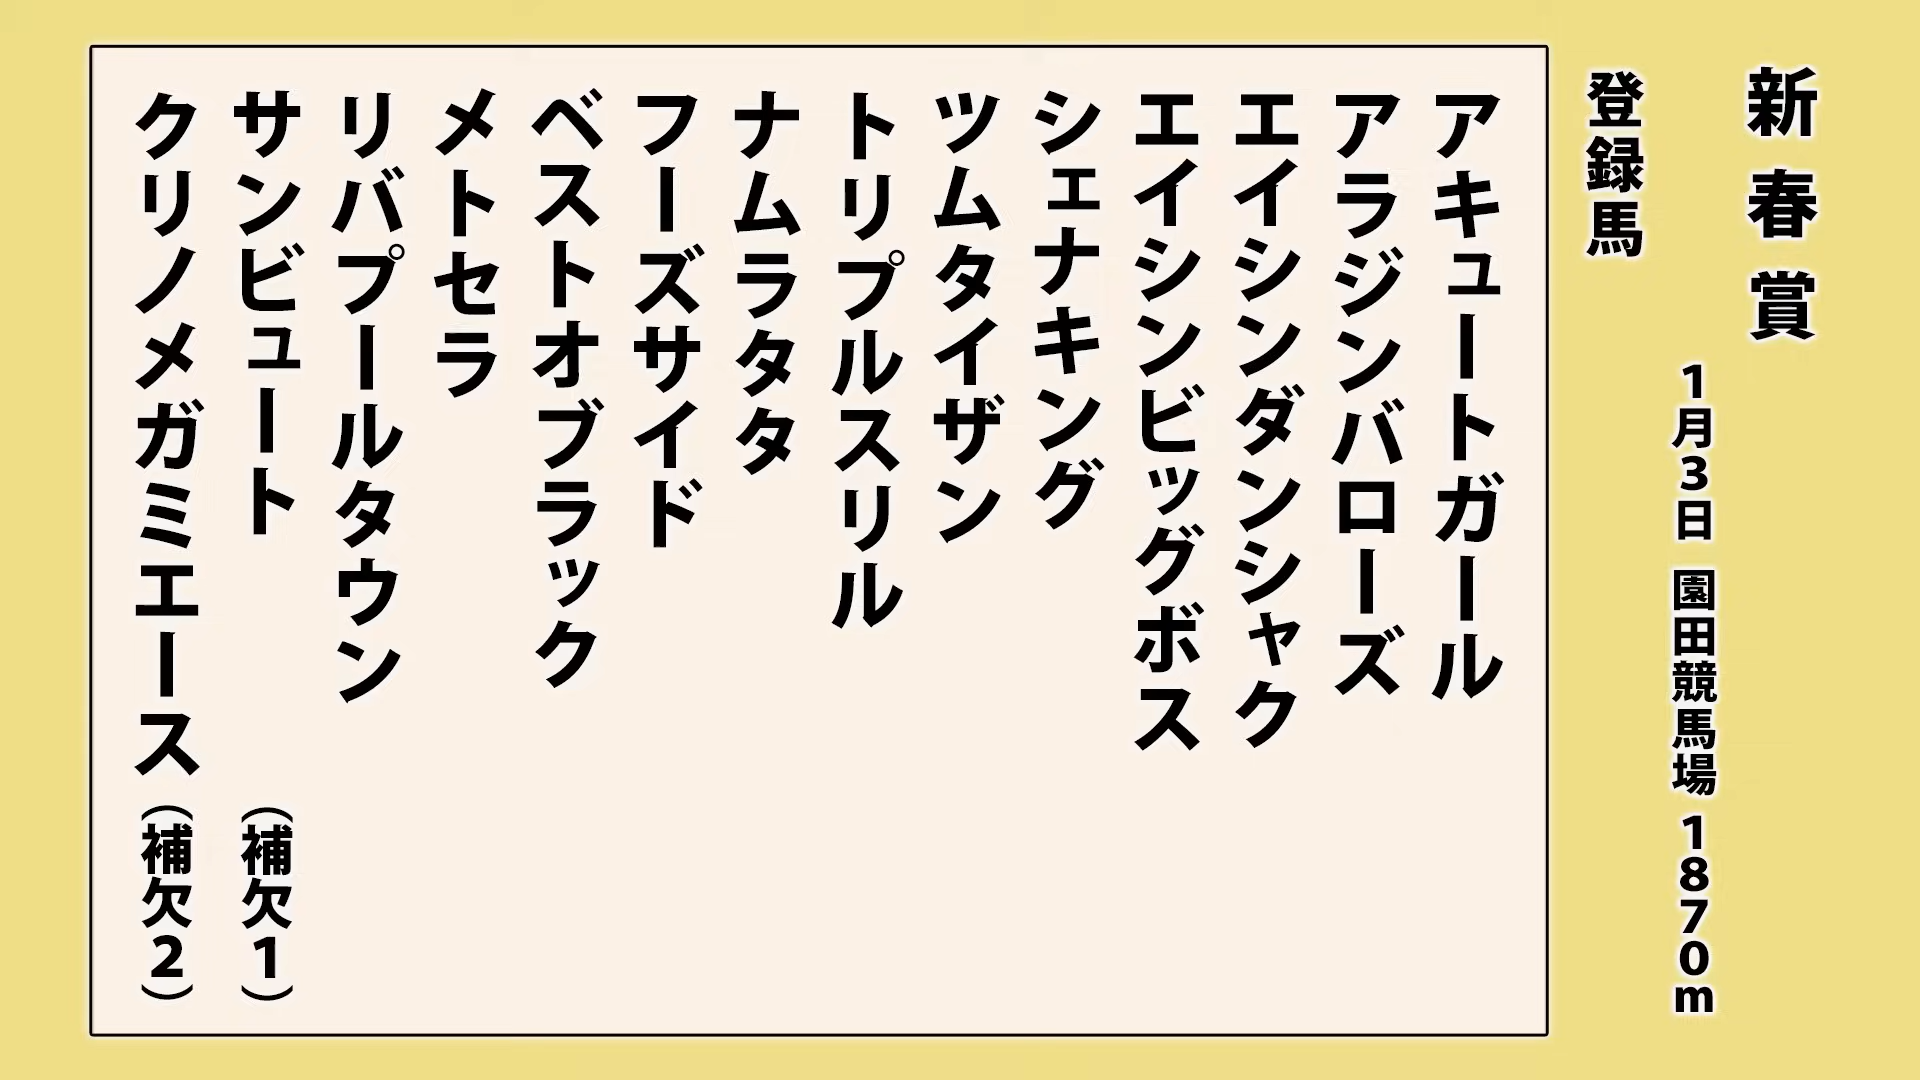 新春賞
1月3日 園田競馬場 1870m
登録馬
アキュートガール
アラジンバローズ
エイシンダンシャク
エイシンビッグボス
シェナキング
ツムタイザン
トリプルスリル
ナムラタタ
フーズサイド
ベストオブラック
メトセラ
リバプールタウン
サンビュート（補欠1）
クリノメガミエース（補欠2）